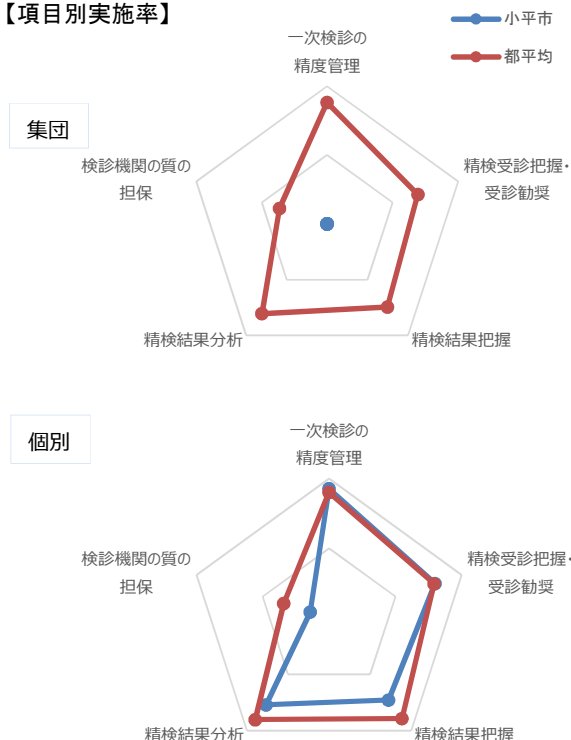 【項目別実施率】
小平市
都平均
集団
一次検診の
精度管理
精検受診把握・
受診勧奨
精検結果把握
精検結果分析
検診機関の質の
担保
個別
一次検診の
精度管理
精検受診把握・
受診勧奨
精検結果把握
精検結果分析
検診機関の質の
担保